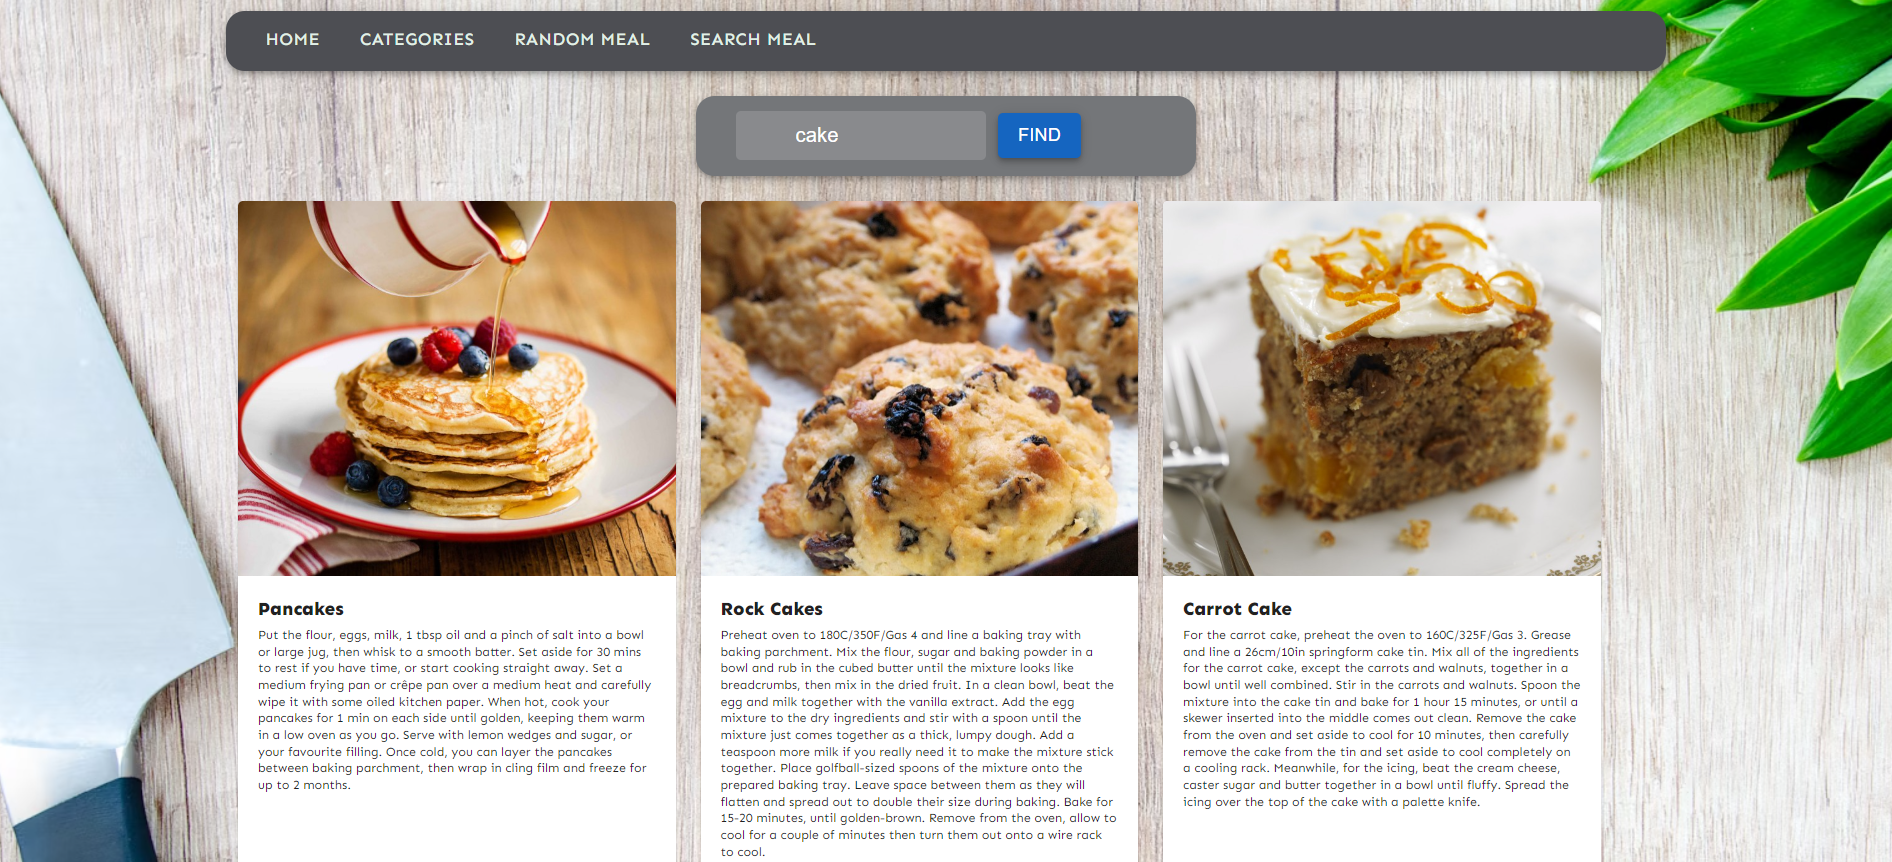 HOME CATEGORIES RANDOM MEAL SEARCH MEAL
cake FIND
Pancakes
Put the flour, eggs, milk, 1 tbsp oil and a pinch of salt into a bowl
or large jug, then whisk to a smooth batter. Set aside for 30 mins
to rest if you have time, or start cooking straight away. Set a
medium frying pan or crêpe pan over a medium heat and carefully
wipe it with some oiled kitchen paper. When hot, cook your
pancakes for 1 min on each side until golden, keeping them warm
in a low oven as you go. Serve with lemon wedges and sugar, or
your favourite filling. Once cold, you can layer the pancakes
between baking parchment, then wrap in cling film and freeze for
up to 2 months.
Rock Cakes
Preheat oven to 180C/350F/Gas 4 and line a baking tray with
baking parchment. Mix the flour, sugar and baking powder in a
bowl and rub in the cubed butter until the mixture looks like
breadcrumbs, then mix in the dried fruit. In a clean bowl, beat the
egg and milk together with the vanilla extract. Add the egg
mixture to the dry ingredients and stir with a spoon until the
mixture just comes together as a thick, lumpy dough. Add a
teaspoon more milk if you really need it to make the mixture stick
together. Place golfball-sized spoons of the mixture onto the
prepared baking tray. Leave space between them as they will
flatten and spread out to double their size during baking. Bake for
15-20 minutes, until golden-brown. Remove from the oven, allow to
cool for a couple of minutes then turn them out onto a wire rack
to cool.
Carrot Cake
For the carrot cake, preheat the oven to 160C/325F/Gas 3. Grease
and line a 26cm/10in springform cake tin. Mix all of the ingredients
for the carrot cake, except the carrots and walnuts, together in a
bowl until well combined. Stir in the carrots and walnuts. Spoon the
mixture into the cake tin and bake for 1 hour 15 minutes, or until a
skewer inserted into the middle comes out clean. Remove the cake
from the oven and set aside to cool for 10 minutes, then carefully
remove the cake from the tin and set aside to cool completely on
a cooling rack. Meanwhile, for the icing, beat the cream cheese,
caster sugar and butter together in a bowl until fluffy. Spread the
icing over the top of the cake with a palette knife.